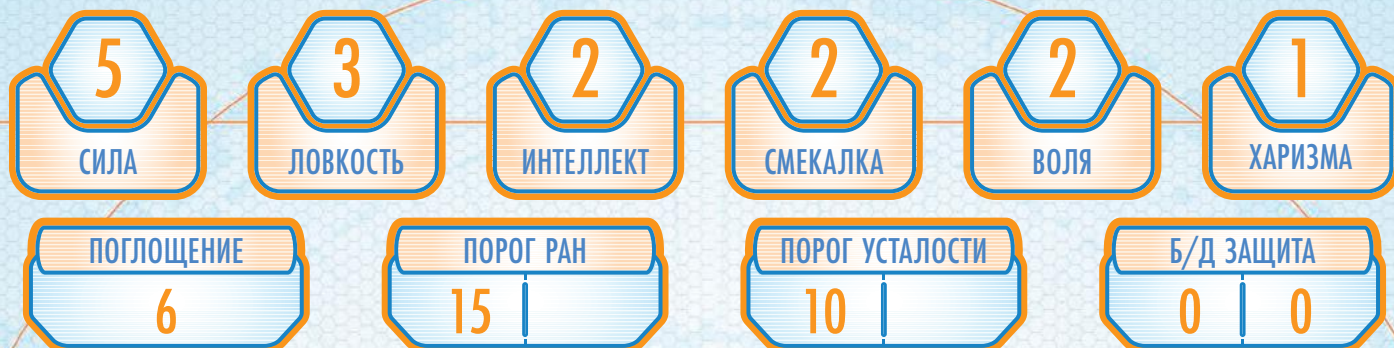 5 3 2 2 2 1
СИЛА ЛОВКОСТЬ ИНТЕЛЛЕКТ СМЕКАЛКА ВОЛЯ ХАРИЗМА
ПОГЛОЩЕНИЕ ПОРОГ РАН ПОРОГ УСТАЛОСТИ Б/Д ЗАЩИТА
6 15 10 0 0